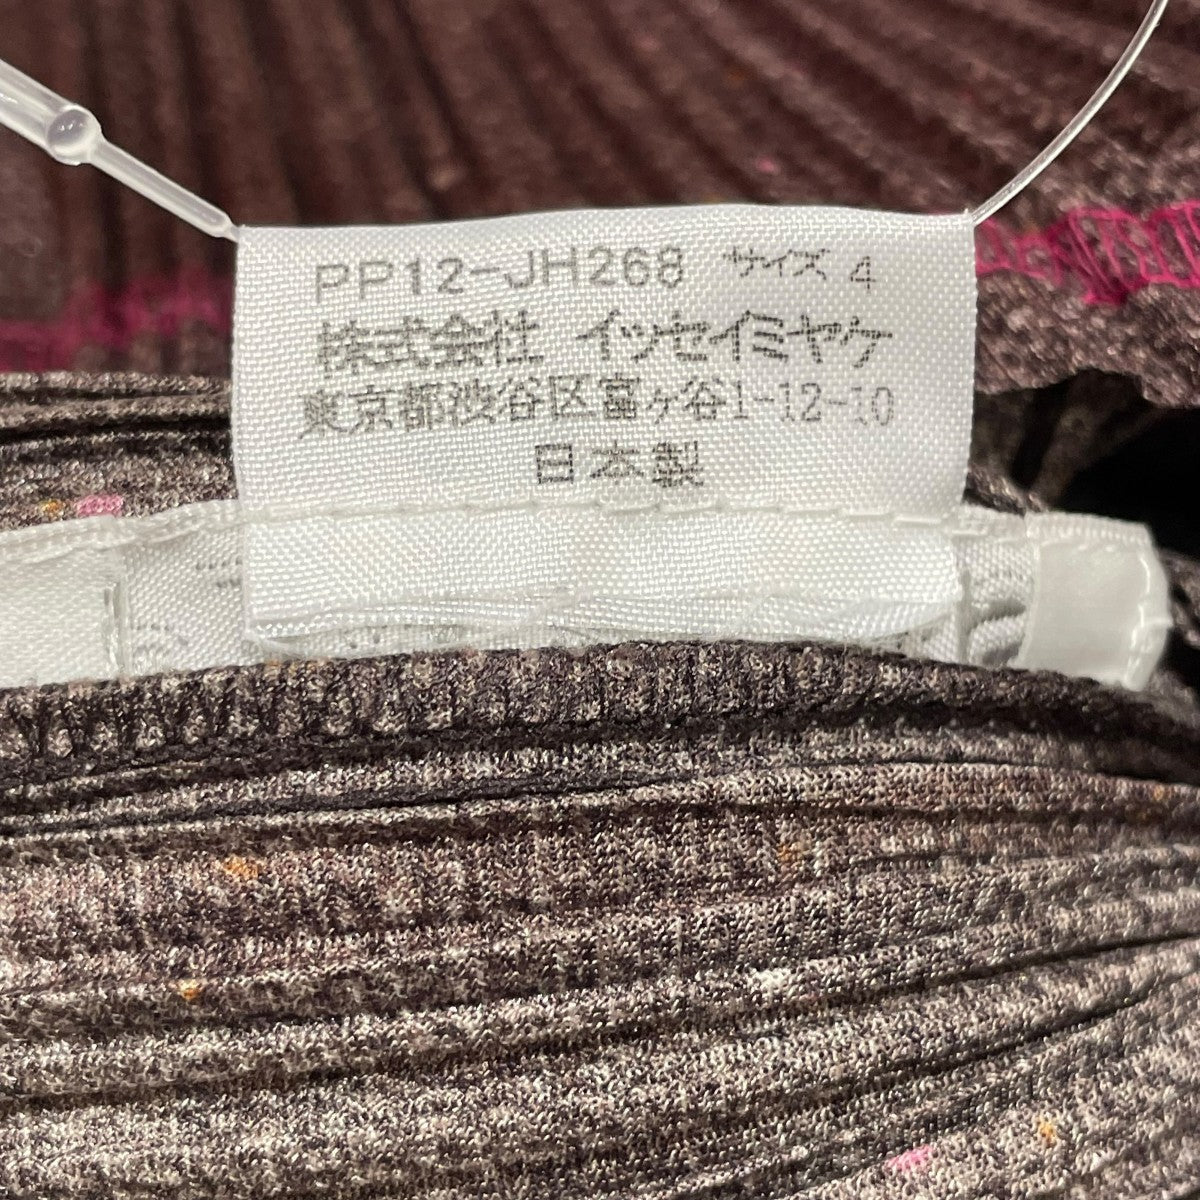 PP12-JH268 サイズ 4
株式会社 イッセイミヤケ
東京都渋谷区富ヶ谷1-12-10
日本製